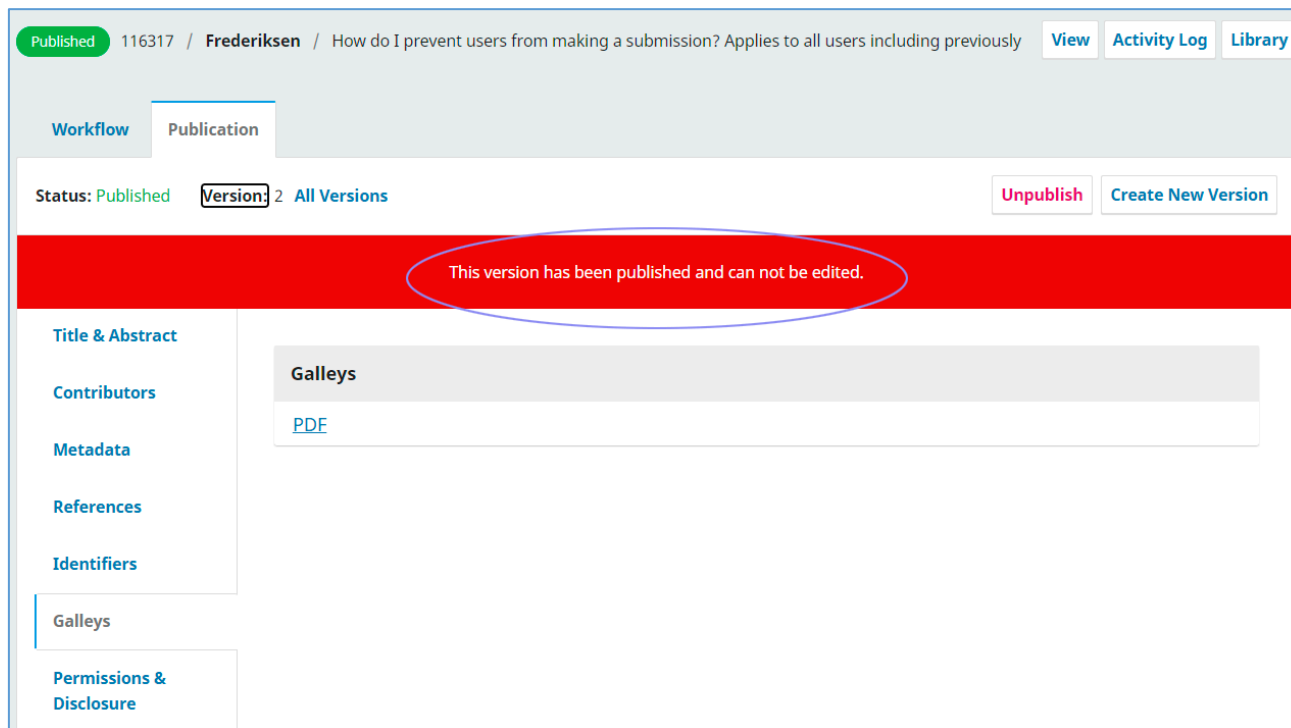 Published 116317 / Frederiksen / How do I prevent users from making a submission? Applies to all users including previously View Activity Log Library
Workflow Publication
Status: Published Version: 2 All Versions Unpublish Create New Version
This version has been published and can not be edited.
Title & Abstract
Contributors
Metadata
References
Identifiers
Galleys
Permissions &
Disclosure
Galleys
PDF